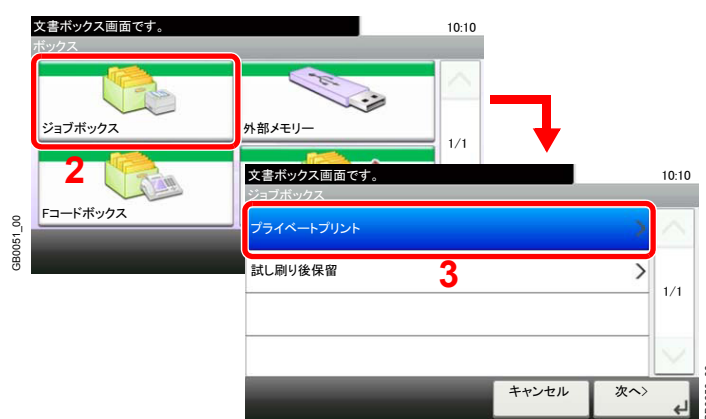 文書ボックス画面です。
10:10
ボックス
ジョブボックス
外部メモリー
1/1
2
Fコードボックス
GB0051_00
文書ボックス画面です。
10:10
ジョブボックス
プライベートプリント
試し刷り後保留
3
1/1
キャンセル
次へ>